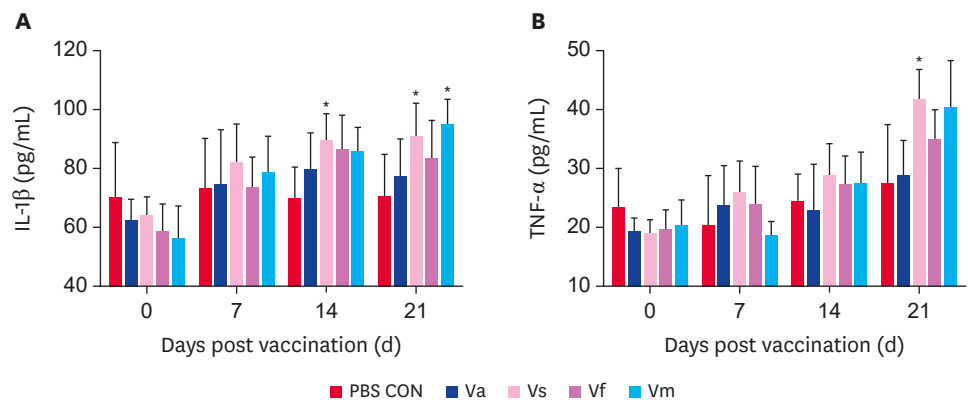 A
IL-1β (pg/mL)
120
100
80
60
40
*
*
*
0
7
14
21
Days post vaccination (d)
B
TNF-α (pg/mL)
50
40
30
20
10
*
0
7
14
21
Days post vaccination (d)
PBS CON
Va
Vs
Vf
Vm